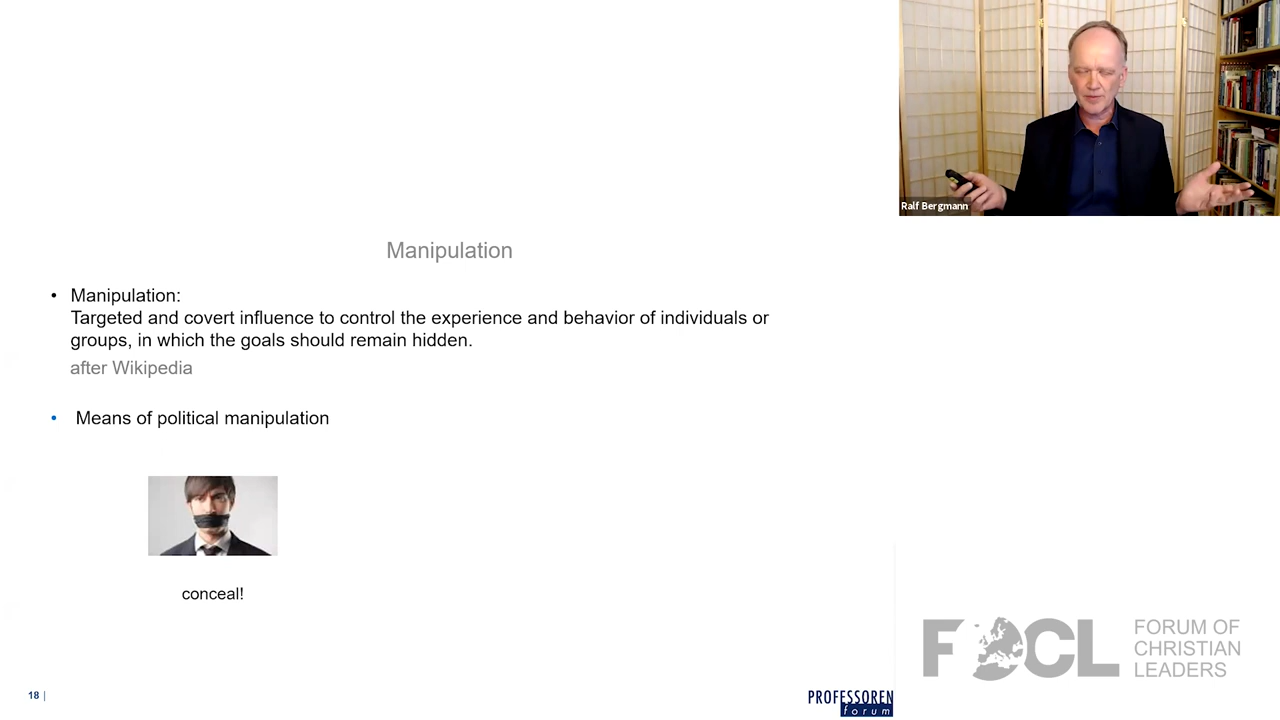 Ralf Bergmann
Manipulation
• Manipulation:
Targeted and covert influence to control the experience and behavior of individuals or
groups, in which the goals should remain hidden.
after Wikipedia
• Means of political manipulation
conceal!
18 |
PROFESSOREN
forum
FOCL
FORUM OF
CHRISTIAN
LEADERS